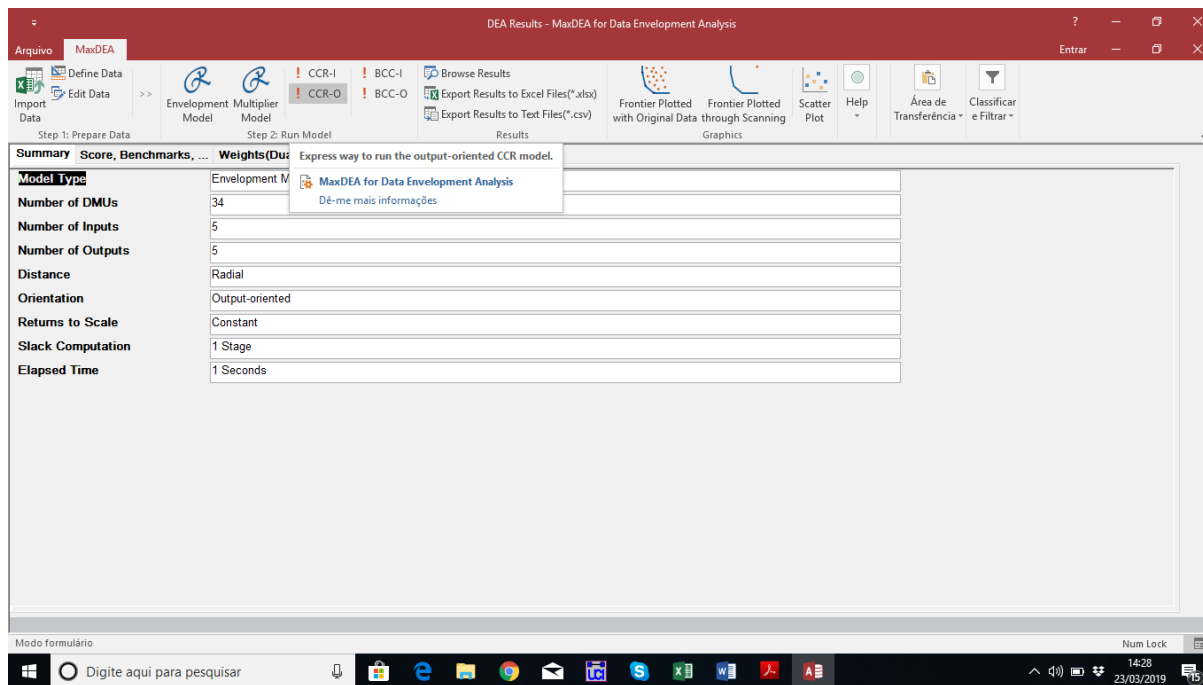 DEA Results - MaxDEA for Data Envelopment Analysis
Arquivo MaxDEA Entrar
Import Data
Define Data
Edit Data
>>
Step 1: Prepare Data
Envelopment Model
Multiplier Model
! CCR-I
! CCR-O
! BCC-I
! BCC-O
Step 2: Run Model
Browse Results
Export Results to Excel Files(*.xlsx)
Export Results to Text Files(*.csv)
Results
Frontier Plotted with Original Data
Frontier Plotted through Scanning
Scatter Plot
Graphics
Help
Área de Transferência
Classificar e Filtrar
Summary Score, Benchmarks, ... Weights(Dua
Express way to run the output-oriented CCR model.
MaxDEA for Data Envelopment Analysis
Dê-me mais informações
Model Type Envelopment M
Number of DMUs 34
Number of Inputs 5
Number of Outputs 5
Distance Radial
Orientation Output-oriented
Returns to Scale Constant
Slack Computation 1 Stage
Elapsed Time 1 Seconds
Modo formulário Num Lock
Digite aqui para pesquisar
14:28
23/03/2019
15